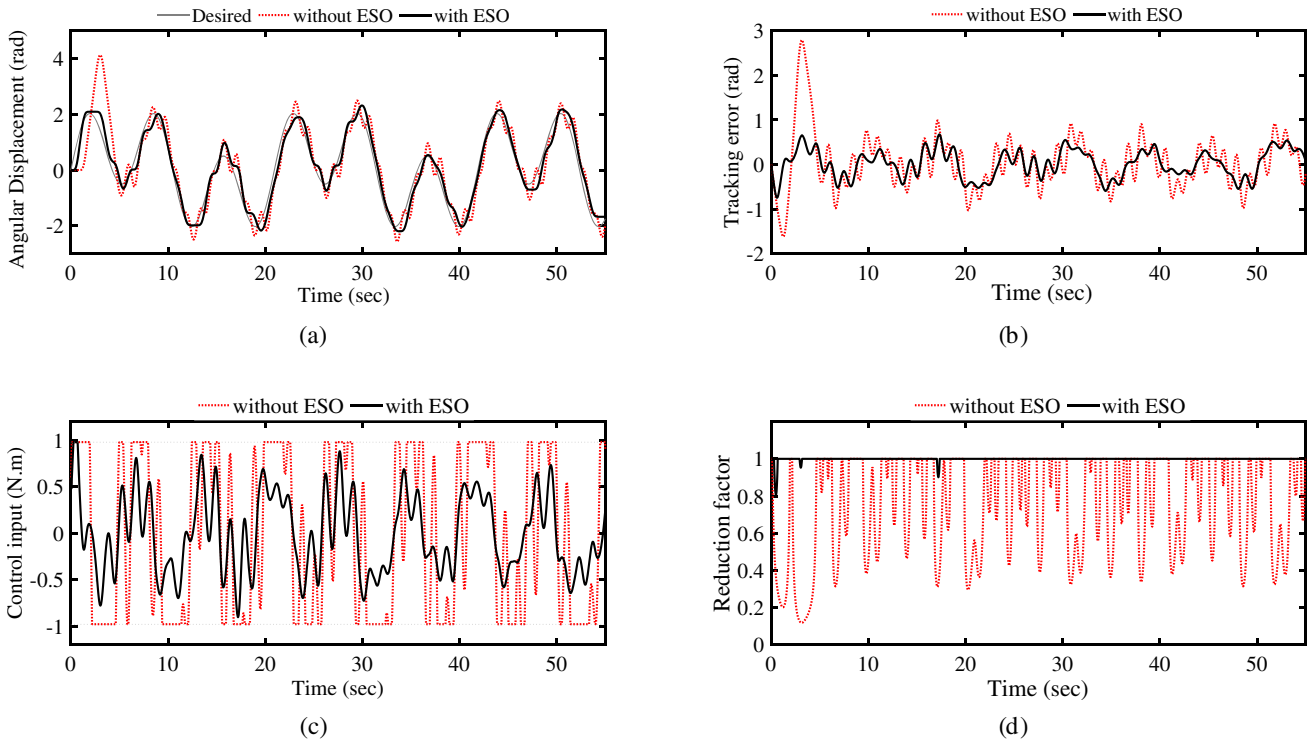 Desired without ESO with ESO
Angular Displacement (rad)
4
2
0
-2
0 10 20 30 40 50
Time (sec)
(a)
without ESO with ESO
Tracking error (rad)
3
2
1
0
-1
-2
0 10 20 30 40 50
Time (sec)
(b)
without ESO with ESO
Control input (N.m)
1
0.5
0
-0.5
-1
0 10 20 30 40 50
Time (sec)
(c)
without ESO with ESO
Reduction factor
1
0.8
0.6
0.4
0.2
0
0 10 20 30 40 50
Time (sec)
(d)